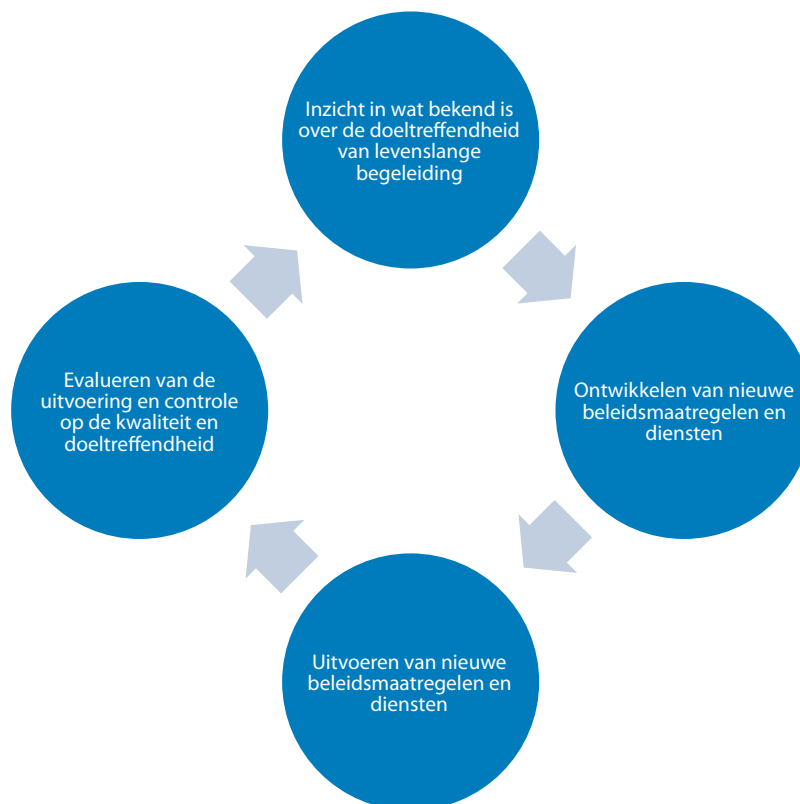 Inzicht in wat bekend is
over de doeltreffendheid
van levenslange
begeleiding
Ontwikkelen van nieuwe
beleidsmaatregelen en
diensten
Uitvoeren van nieuwe
beleidsmaatregelen en
diensten
Evalueren van de
uitvoering en controle
op de kwaliteit en
doeltreffendheid